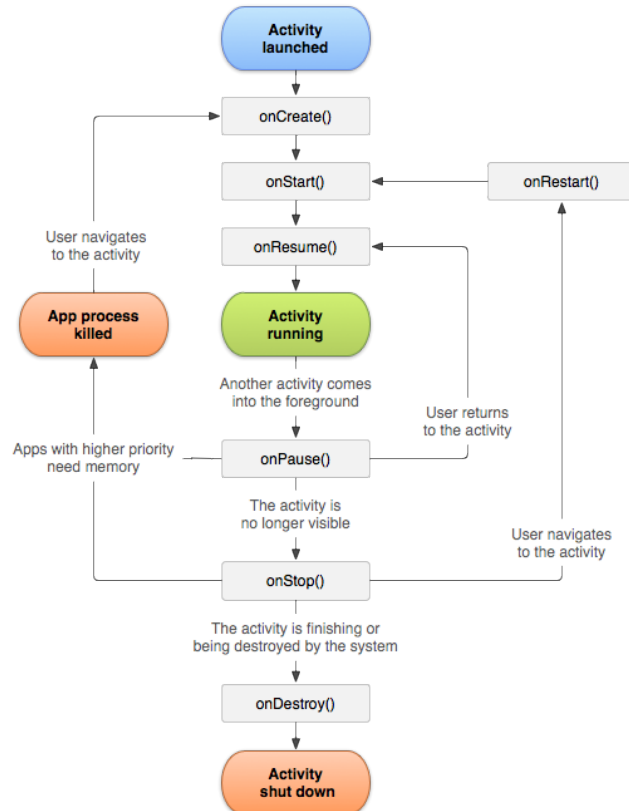 Activity
launched
onCreate()
onStart()
onRestart()
onResume()
User navigates
to the activity
App process
killed
Activity
running
Another activity comes
into the foreground
User returns
to the activity
Apps with higher priority
need memory
onPause()
The activity is
no longer visible
User navigates
to the activity
onStop()
The activity is finishing or
being destroyed by the system
onDestroy()
Activity
shut down